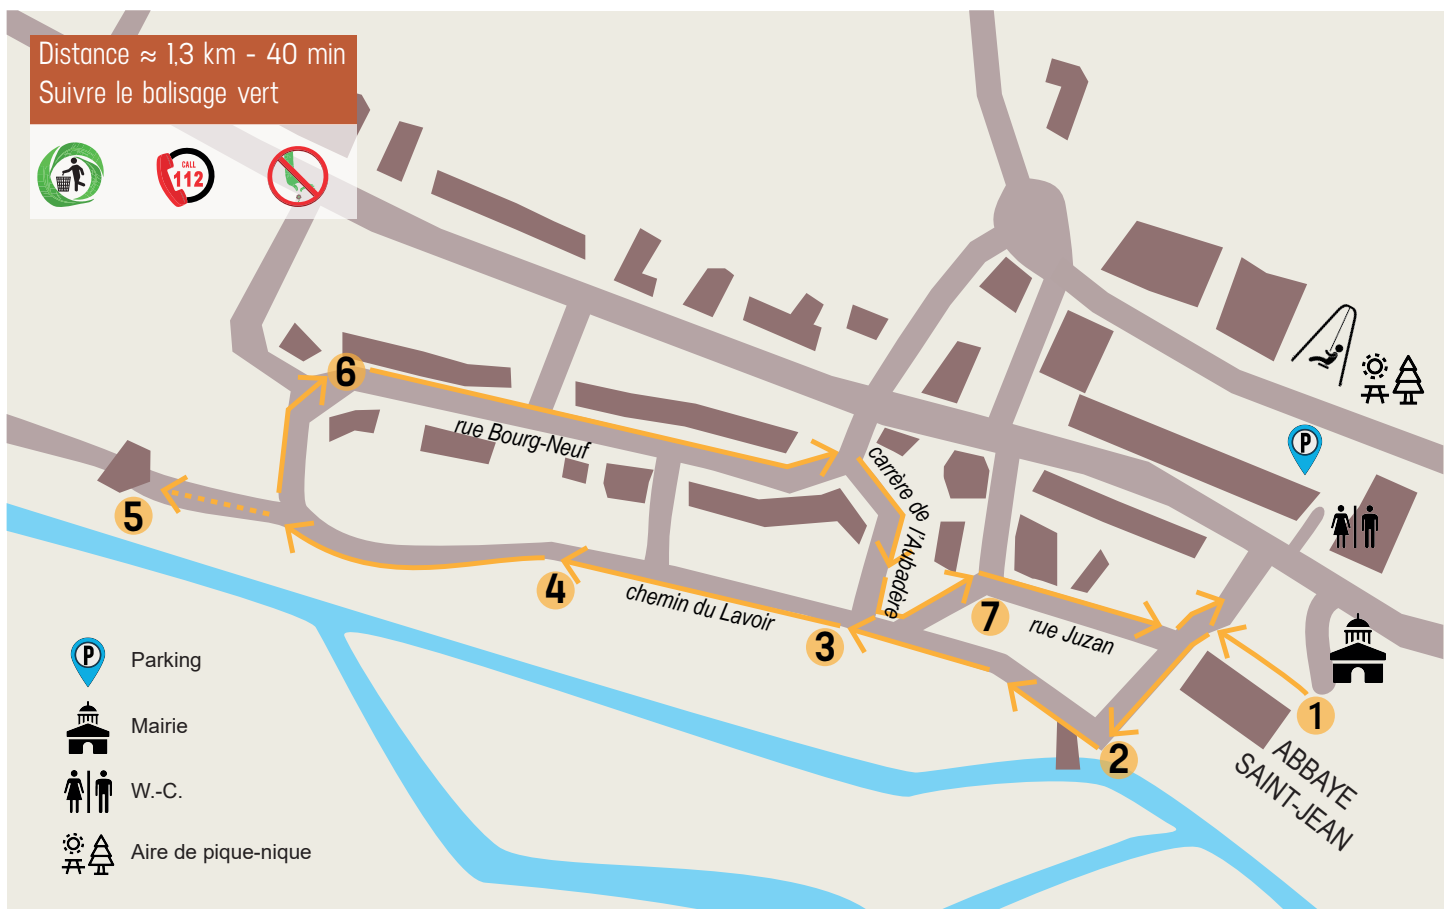 Distance ≈ 1,3 km - 40 min
Suivre le balisage vert
CALL
112
6
rue Bourg-Neuf
carrère de l'Aubadère
P
5
4
chemin du Lavoir
3
7
rue Juzan
1
2
ABBAYE
SAINT-JEAN
P Parking
Mairie
W.-C.
Aire de pique-nique